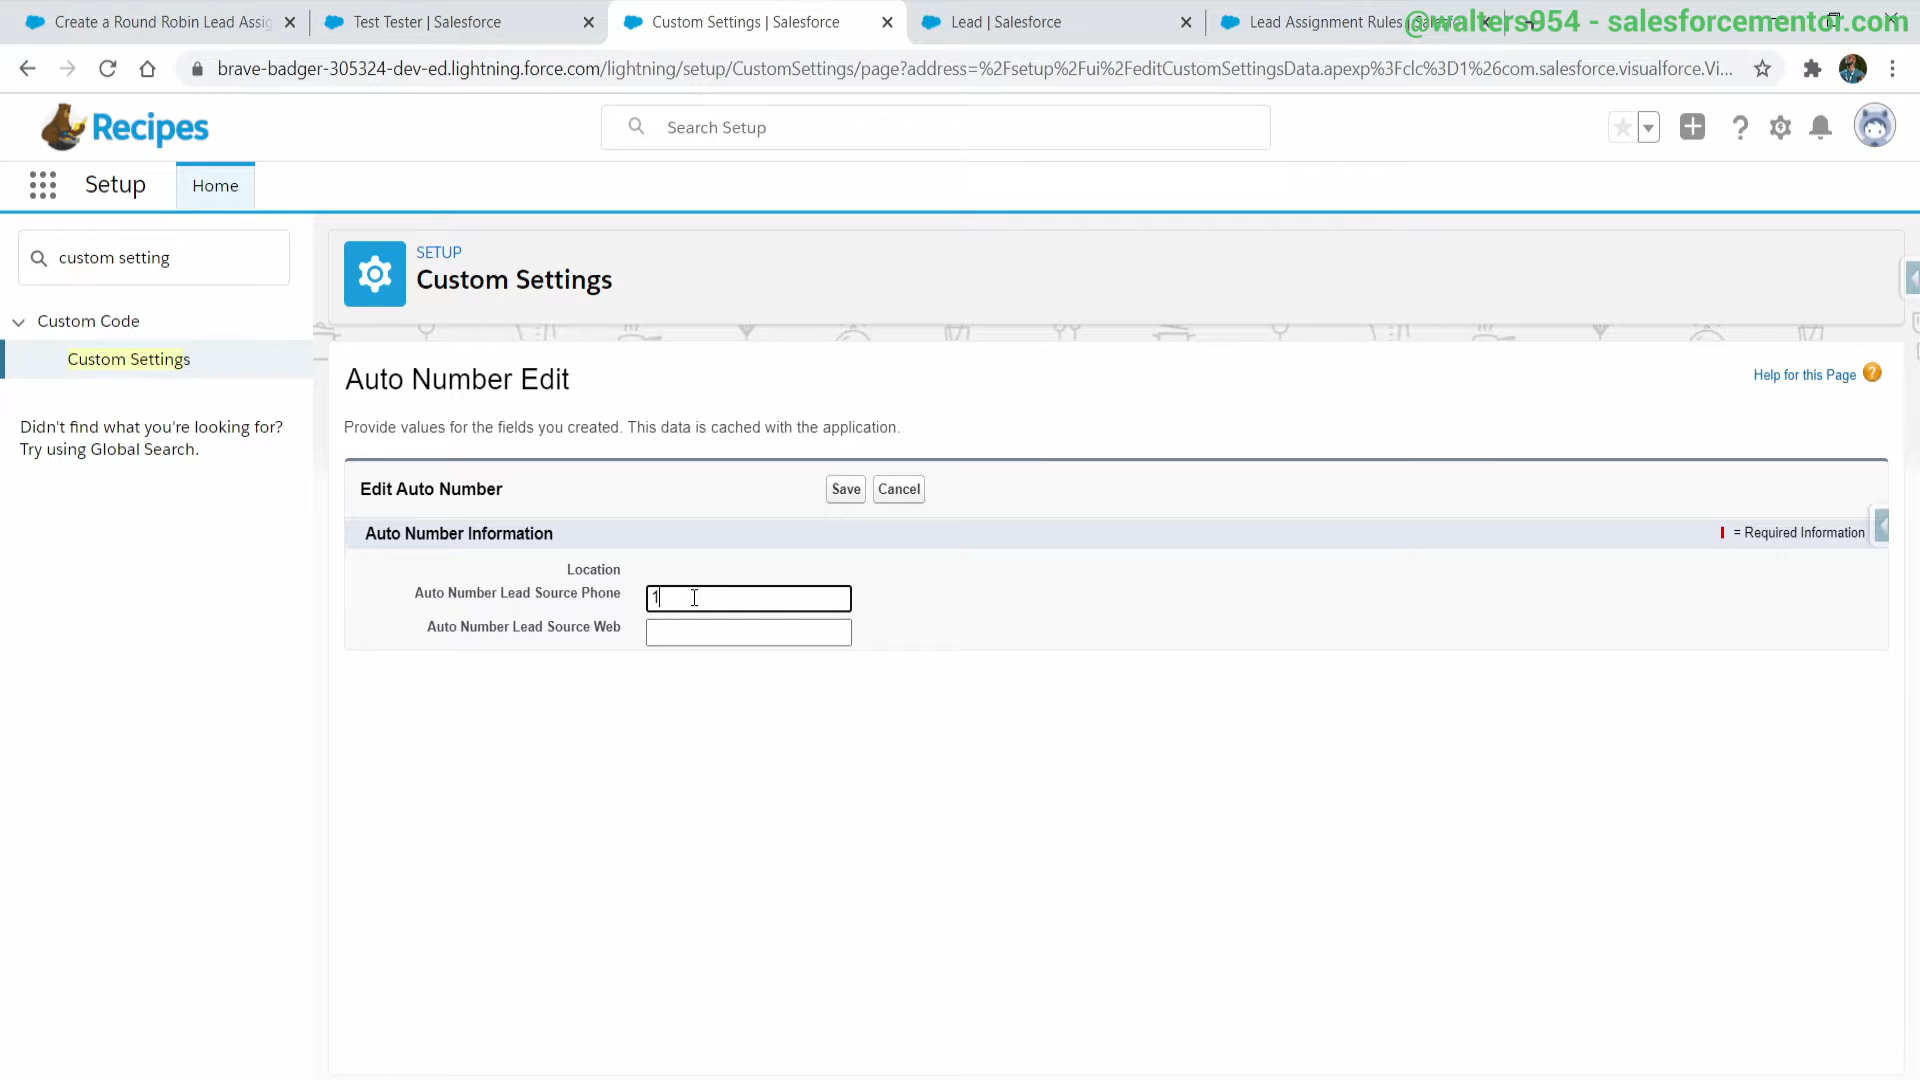 Create a Round Robin Lead Assig
Test Tester | Salesforce
Custom Settings | Salesforce
Lead | Salesforce
Lead Assignment Rules | Salesfo
@walters954 - salesforcementor.com
brave-badger-305324-dev-ed.lightning.force.com/lightning/setup/CustomSettings/page?address=%2Fsetup%2Fui%2FeditCustomSettingsData.apexp%3Fclc%3D1%26com.salesforce.visualforce.Vi...
Recipes
Search Setup
Setup
Home
custom setting
Custom Code
Custom Settings
Didn't find what you're looking for?
Try using Global Search.
SETUP
Custom Settings
Auto Number Edit
Help for this Page
Provide values for the fields you created. This data is cached with the application.
Edit Auto Number
Save
Cancel
Auto Number Information
= Required Information
Location
Auto Number Lead Source Phone
1
Auto Number Lead Source Web